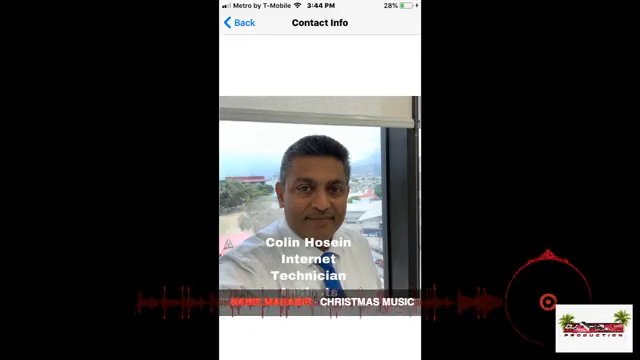 Metro by T-Mobile 3:44 PM 28%
Back Contact Info
Colin Hosein
Internet
Technician
- CHRISTMAS MUSIC
PRODUCTION